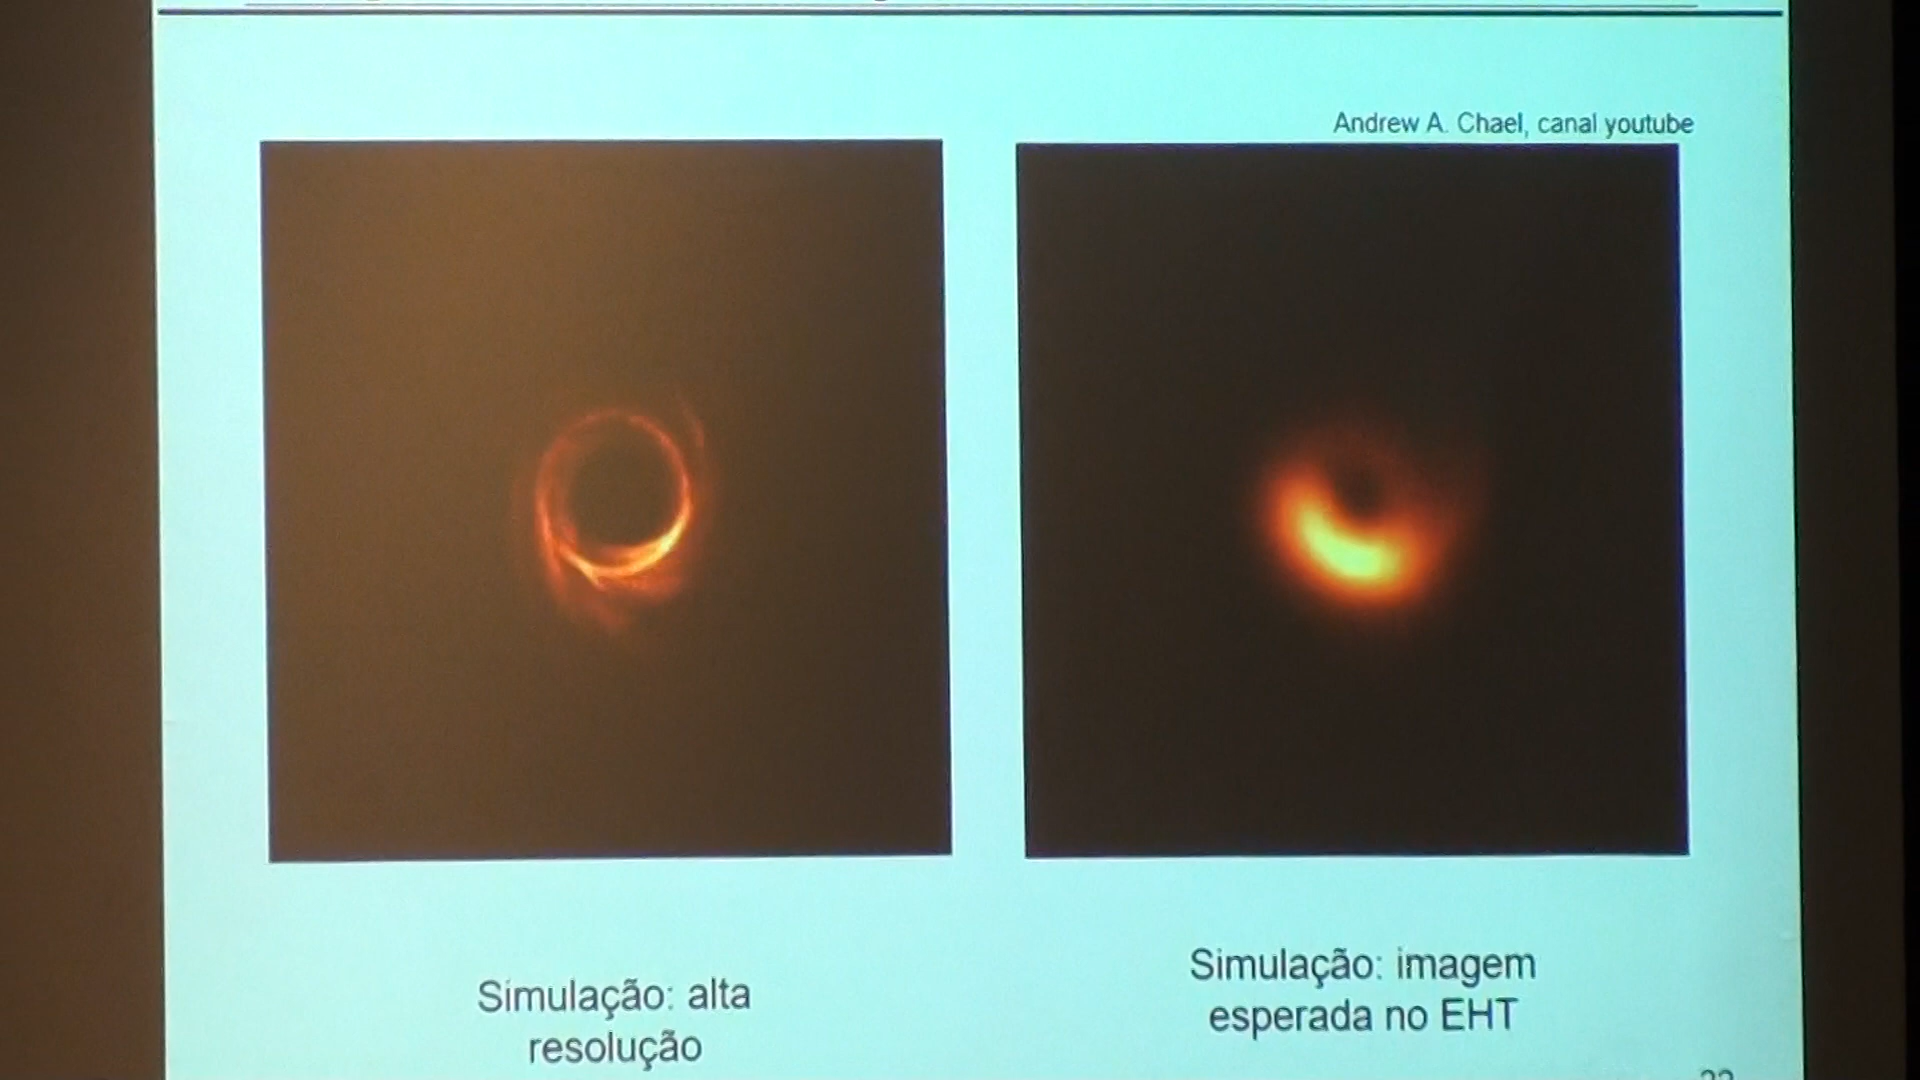 Andrew A. Chael, canal youtube
Simulação: imagem
esperada no EHT
Simulação: alta
resolução